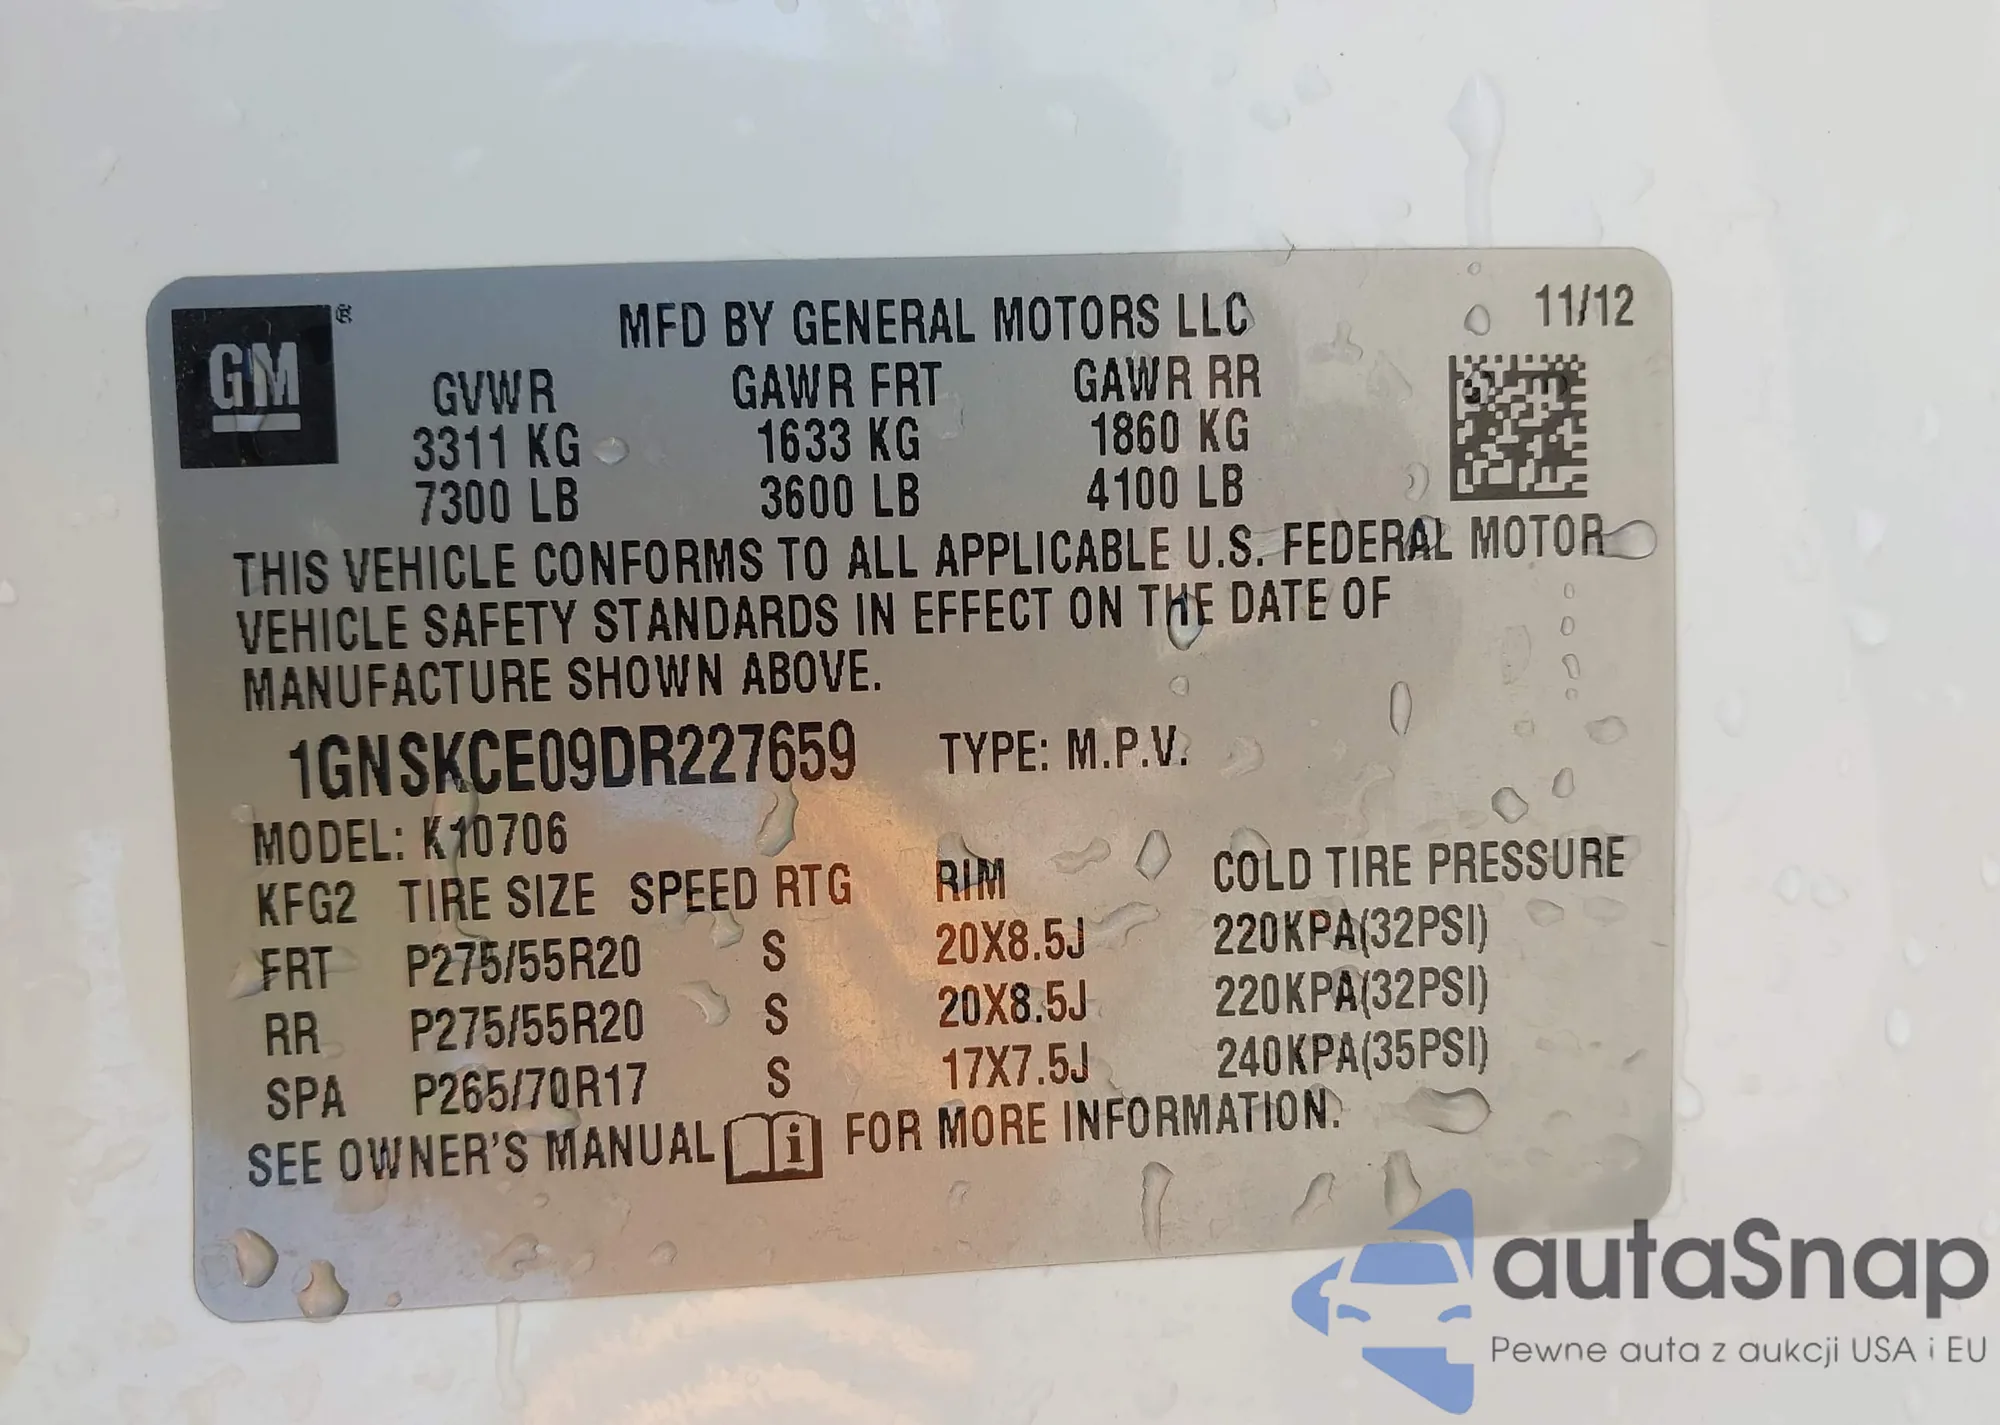 GM ® MFD BY GENERAL MOTORS LLC 11/12
GVWR GAWR FRT GAWR RR
3311 KG 1633 KG 1860 KG
7300 LB 3600 LB 4100 LB
THIS VEHICLE CONFORMS TO ALL APPLICABLE U.S. FEDERAL MOTOR
VEHICLE SAFETY STANDARDS IN EFFECT ON THE DATE OF
MANUFACTURE SHOWN ABOVE.
1GNSKCE09DR227659 TYPE: M.P.V.
MODEL: K10706
KFG2 TIRE SIZE SPEED RTG RIM COLD TIRE PRESSURE
FRT P275/55R20 S 20X8.5J 220KPA(32PSI)
RR P275/55R20 S 20X8.5J 220KPA(32PSI)
SPA P265/70R17 S 17X7.5J 240KPA(35PSI)
SEE OWNER'S MANUAL i FOR MORE INFORMATION.
autaSnap
Pewne auta z aukcji USA i EU